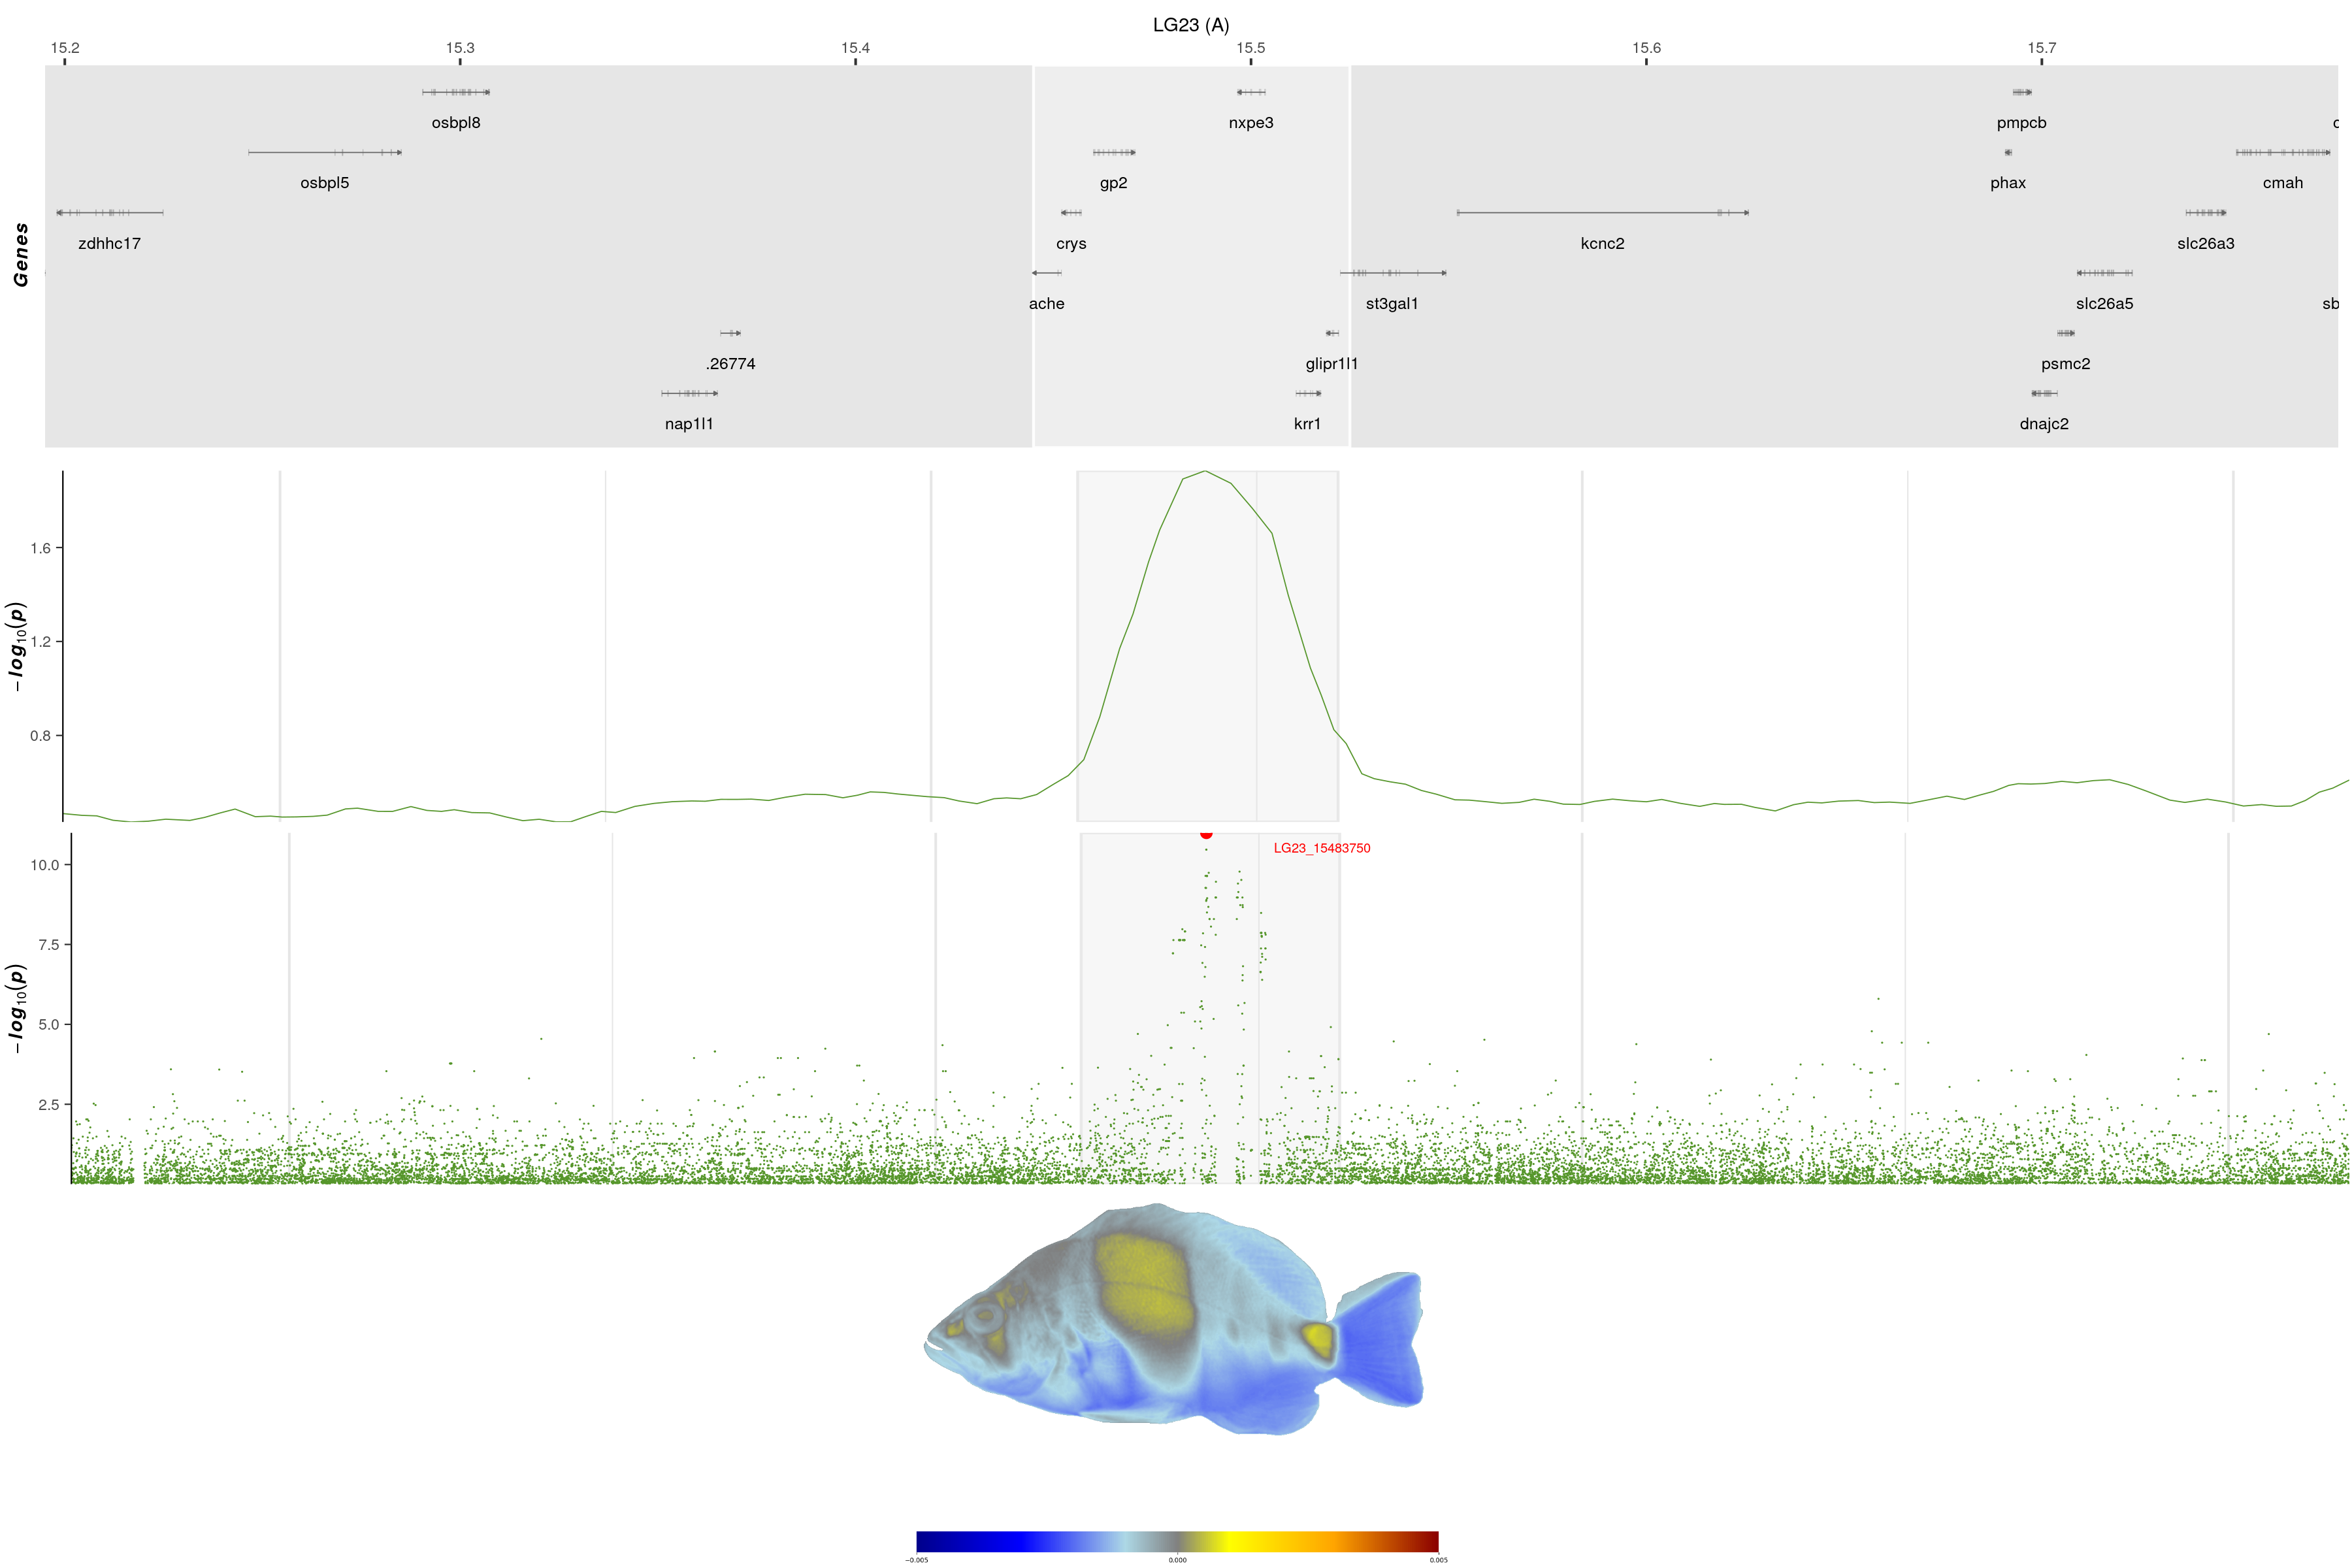 LG23 (A)
15.2 15.3 15.4 15.5 15.6 15.7
Genes
osbpl8 nxpe3 pmpcb c
osbpl5 gp2 phax cmah
zdhhc17 crys kcnc2 slc26a3
ache st3gal1 slc26a5 sb
.26774 glipr1l1 psmc2
nap1l1 krr1 dnajc2
−log10(p)
1.6
1.2
0.8
−log10(p)
LG23_15483750
10.0
7.5
5.0
2.5
−0.005 0.000 0.005